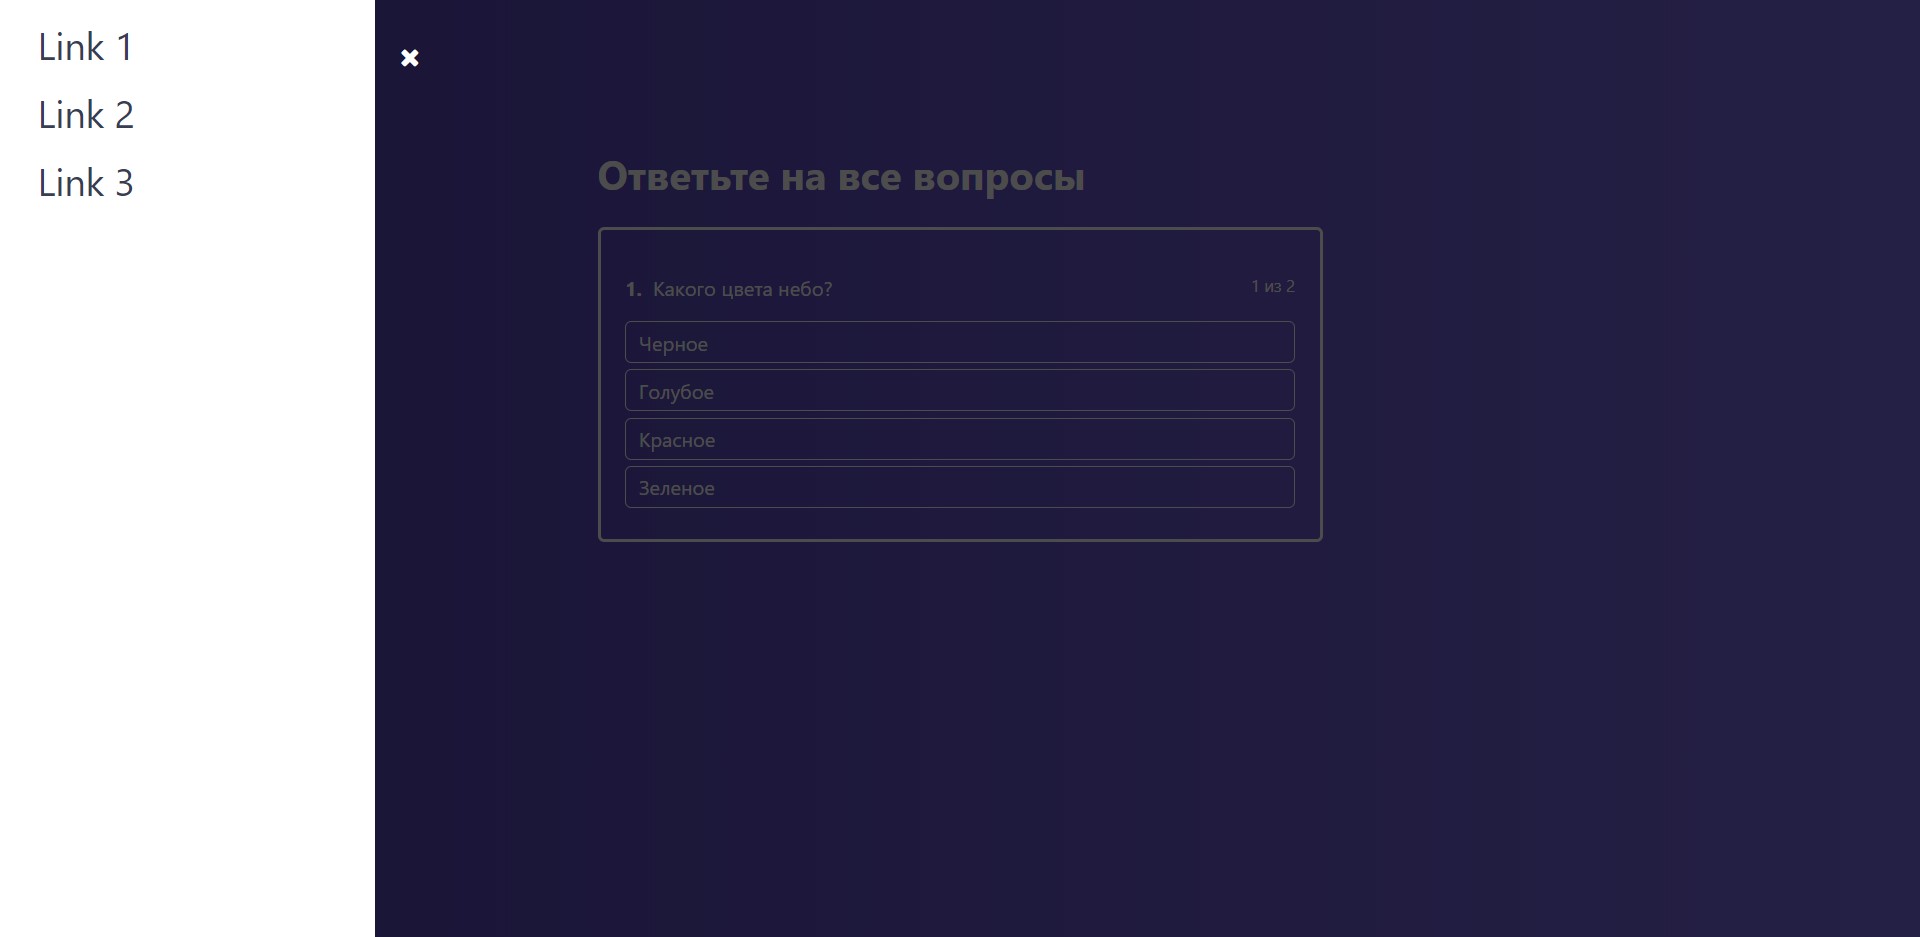 Link 1
Link 2
Link 3
Ответьте на все вопросы
1. Какого цвета небо?
1 из 2
Черное
Голубое
Красное
Зеленое